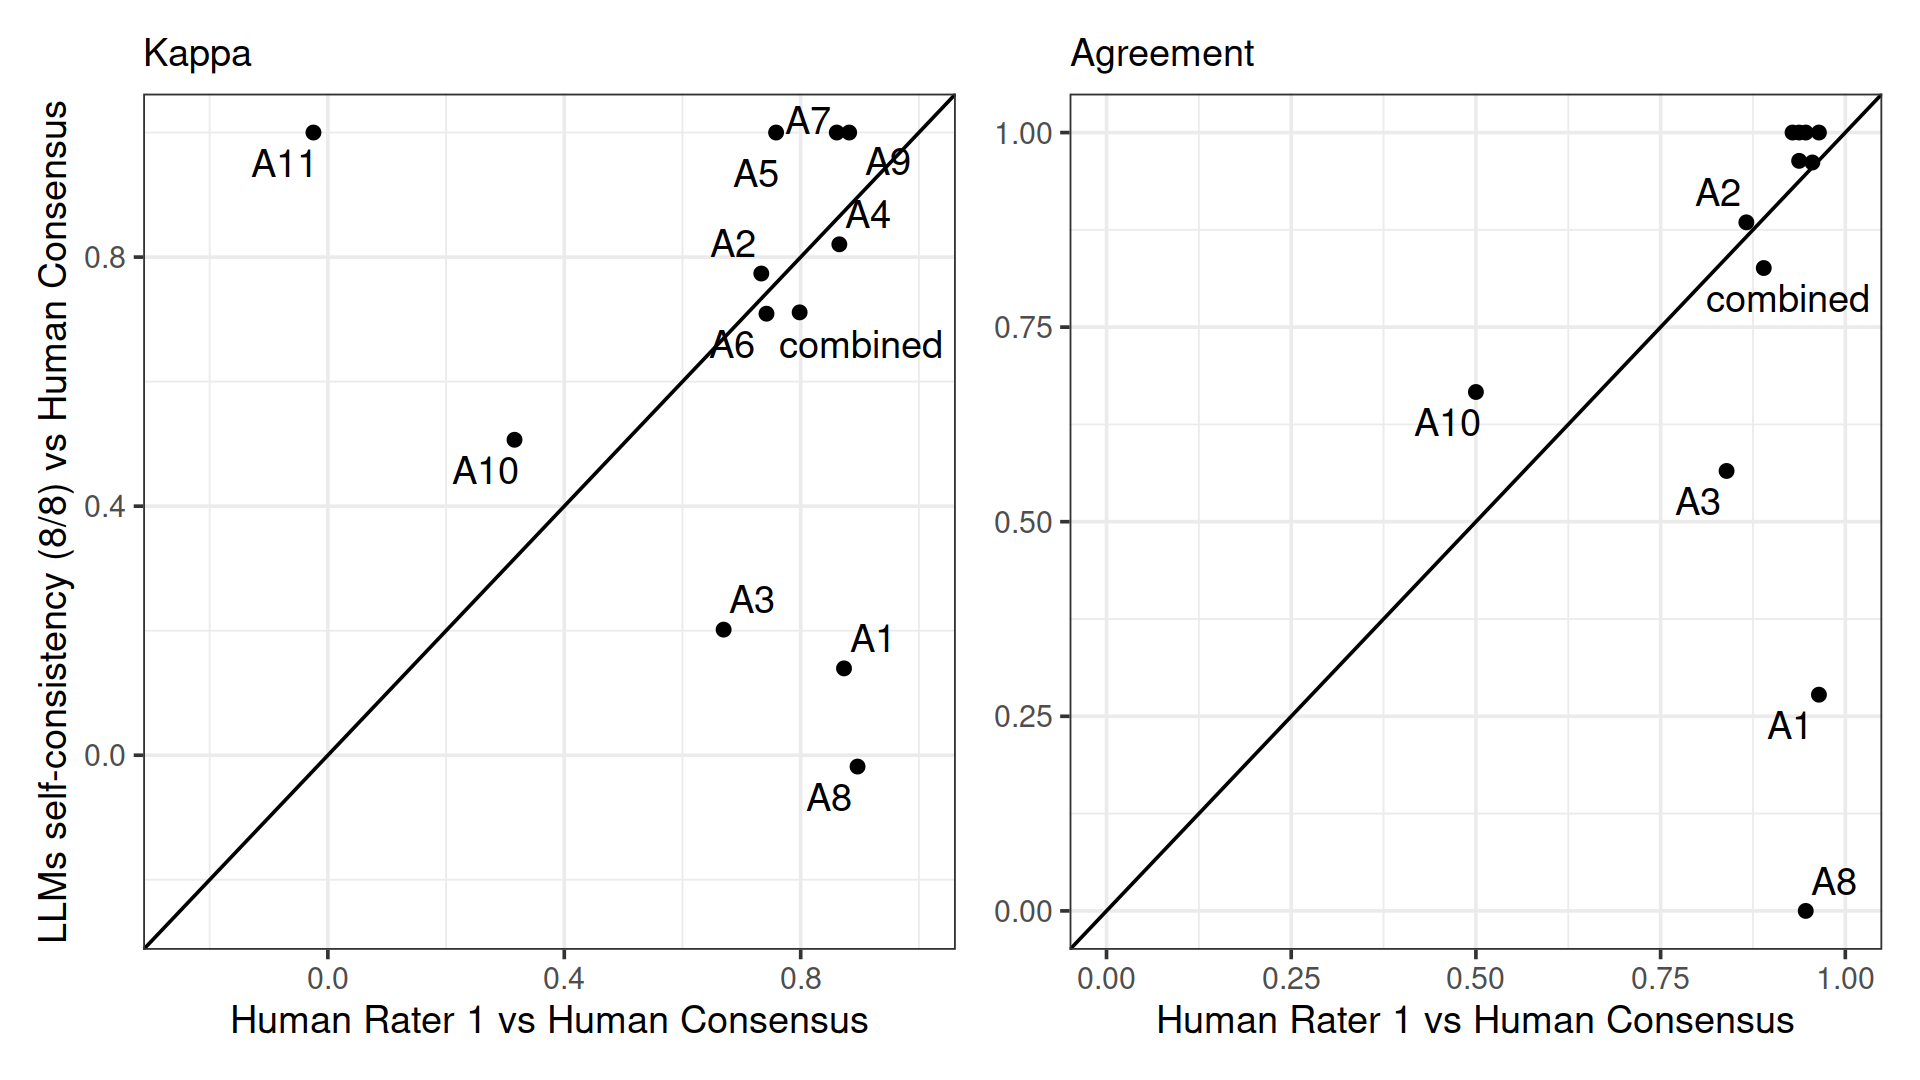 Kappa
LLMs self-consistency (8/8) vs Human Consensus
0.8
0.4
0.0
A11
A7
A5
A9
A4
A2
A6
combined
A10
A3
A1
A8
0.0
0.4
0.8
Human Rater 1 vs Human Consensus
Agreement
1.00
0.75
0.50
0.25
0.00
A2
combined
A10
A3
A1
A8
0.00
0.25
0.50
0.75
1.00
Human Rater 1 vs Human Consensus